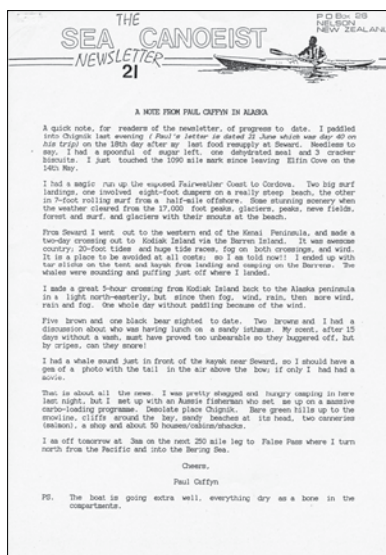 THE
SEA CANOEIST
NEWSLETTER
21
P O Box 26
NELSON
NEW ZEALAND
A NOTE FROM PAUL CAFFYN IN ALASKA
A quick note, for readers of the newsletter, of progress to date. I paddled
into Chignik last evening ( Paul's letter is dated 21 June which was day 40 on
his trip) on the 18th day after my last food resupply at Seward. Needless to
say, I had a spoonful of sugar left, one dehydrated meal and 3 cracker
biscuits. I just touched the 1090 mile mark since leaving Elfin Cove on the
14th May.
I had a magic run up the exposed Fairweather Coast to Cordova. Two big surf
landings, one involved eight-foot dumpers on a really steep beach, the other
in 7-foot rolling surf from a half-mile offshore. Some stunning scenery when
the weather cleared from the 17,000 foot peaks, glaciers, peaks, neve fields,
forest and surf, and glaciers with their snouts at the beach.
From Seward I went out to the western end of the Kenai Peninsula, and made a
two-day crossing out to Kodiak Island via the Barren Island. It was awesome
country; 20-foot tides and huge tide races, fog on both crossings, and wind.
It is a place to be avoided at all costs; so I am told now!! I ended up with
tar slicks on the tent and kayak from landing and camping on the Barrens. The
whales were sounding and puffing just off where I landed.
I made a great 5-hour crossing from Kodiak Island back to the Alaska peninsula
in a light north-easterly, but since then fog, wind, rain, then more wind,
rain and fog. One whole day without paddling because of the wind.
Five brown and one black bear sighted to date. Two browns and I had a
discussion about who was having lunch on a sandy isthmus. My scent, after 15
days without a wash, must have proved too unbearable so they buggered off, but
by cripes, can they snore!
I had a whale sound just in front of the kayak near Seward, so I should have a
gem of a photo with the tail in the air above the bow; if only I had had a
movie.
That is about all the news. I was pretty shagged and hungry camping in here
last night, but I met up with an Aussie fisherman who set me up on a massive
carbo-loading programme. Desolate place Chignik. Bare green hills up to the
snowline, cliffs around the bay, sandy beaches at its head, two canneries
(salmon), a shop and about 50 houses/cabins/shacks.
I am off tomorrow at 3am on the next 250 mile leg to False Pass where I turn
north from the Pacific and into the Bering Sea.
Cheers,
Paul Caffyn
PS. The boat is going extra well, everything dry as a bone in the
compartments.